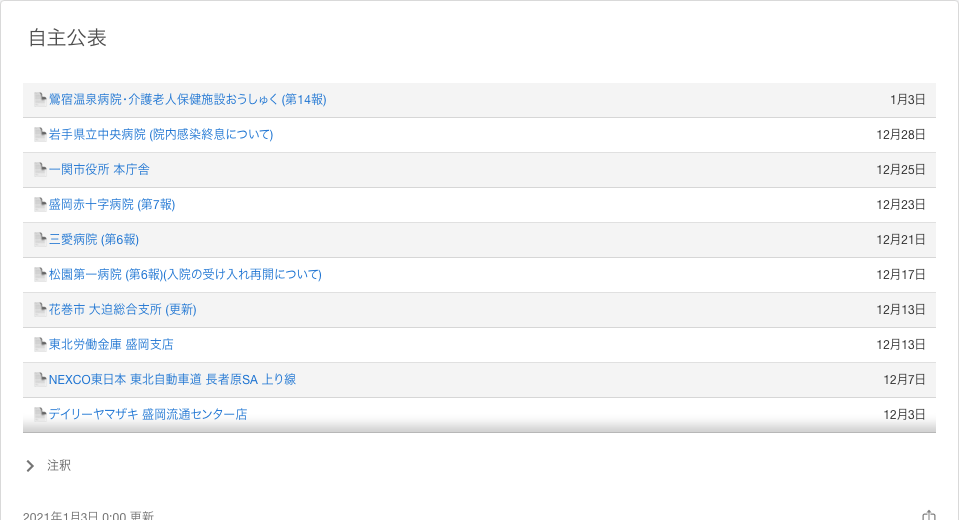 自主公表
鶯宿温泉病院・介護老人保健施設おうしゅく (第14報) 1月3日
岩手県立中央病院 (院内感染終息について) 12月28日
一関市役所 本庁舎 12月25日
盛岡赤十字病院 (第7報) 12月23日
三愛病院 (第6報) 12月21日
松園第一病院 (第6報)(入院の受け入れ再開について) 12月17日
花巻市 大迫総合支所 (更新) 12月13日
東北労働金庫 盛岡支店 12月13日
NEXCO東日本 東北自動車道 長者原SA 上り線 12月7日
デイリーヤマザキ 盛岡流通センター店 12月3日
注釈
2021年1月3日 0:00 更新